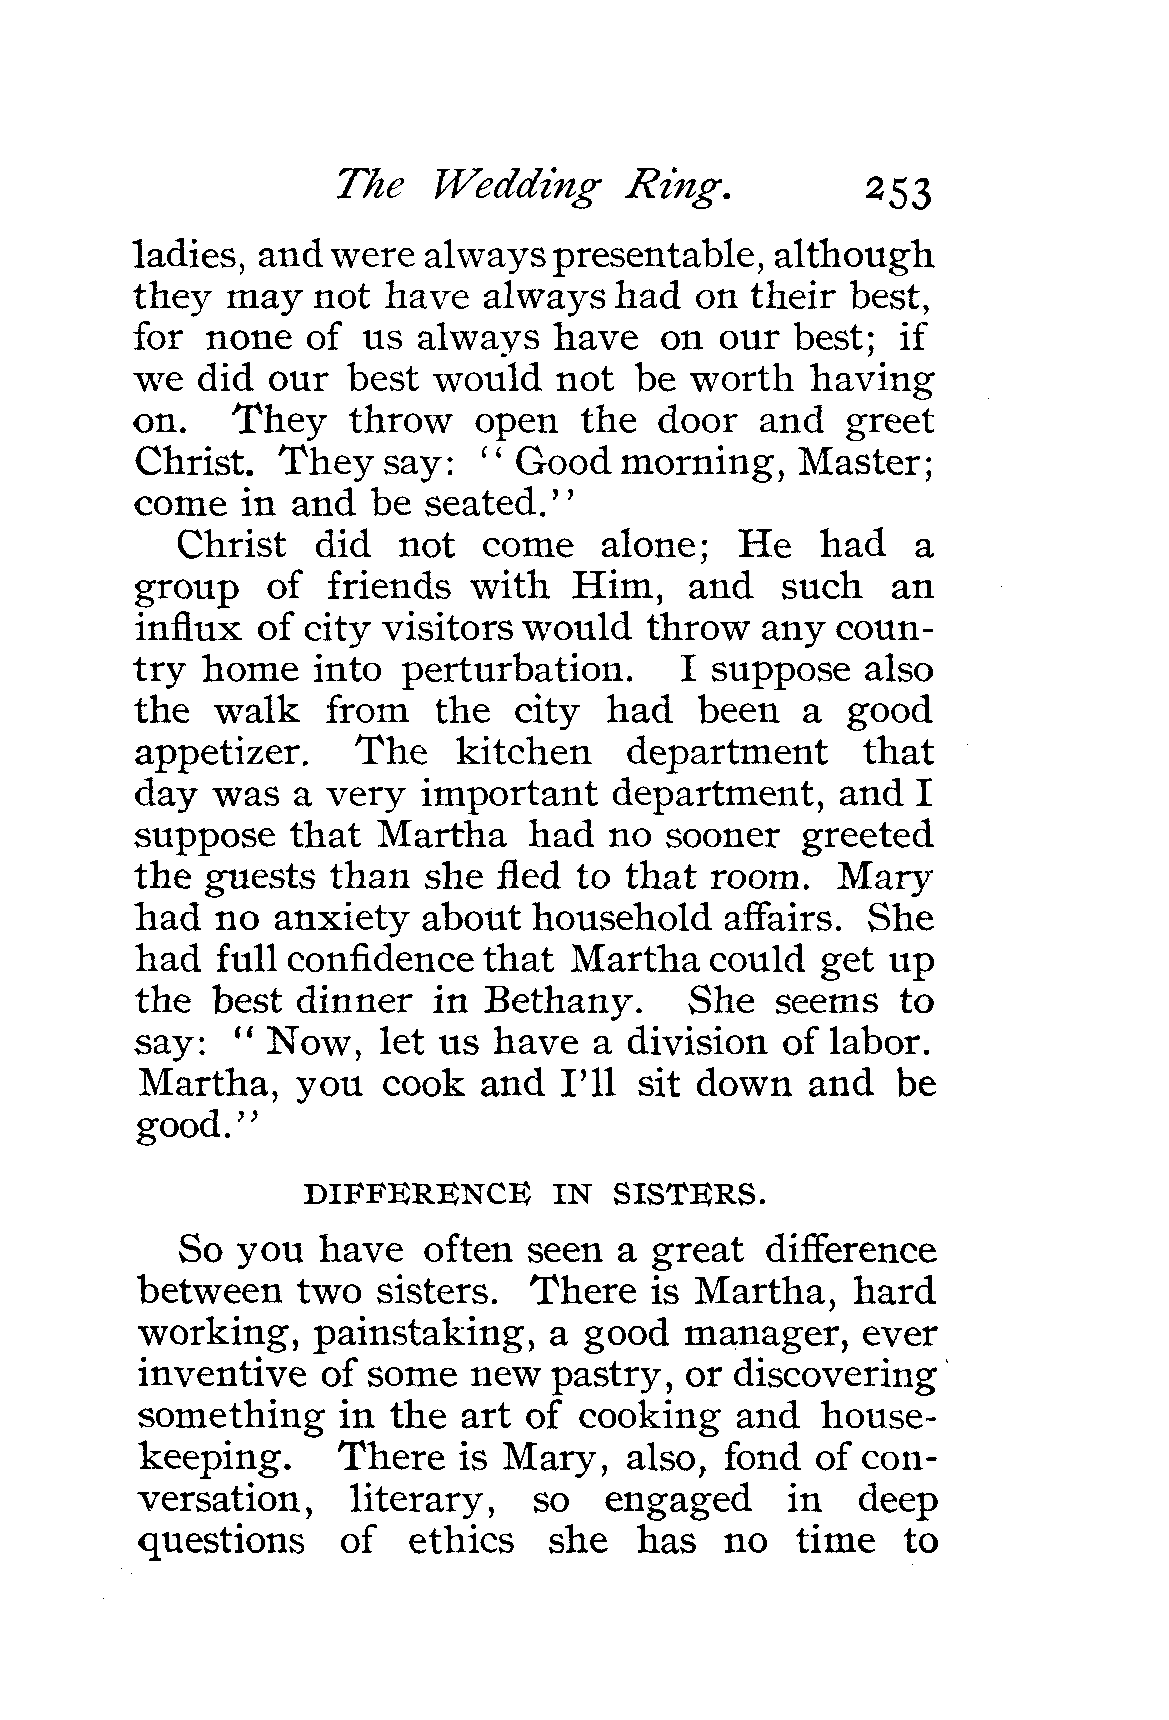 The Wedding Ring. 253
ladies, and were always presentable, although
they may not have always had on their best,
for none of us always have on our best; if
we did our best would not be worth having
on. They throw open the door and greet
Christ. They say: "Good morning, Master;
come in and be seated."
Christ did not come alone; He had a
group of friends with Him, and such an
influx of city visitors would throw any coun-
try home into perturbation. I suppose also
the walk from the city had been a good
appetizer. The kitchen department that
day was a very important department, and I
suppose that Martha had no sooner greeted
the guests than she fled to that room. Mary
had no anxiety about household affairs. She
had full confidence that Martha could get up
the best dinner in Bethany. She seems to
say: "Now, let us have a division of labor.
Martha, you cook and I'll sit down and be
good."
DIFFERENCE IN SISTERS.
So you have often seen a great difference
between two sisters. There is Martha, hard
working, painstaking, a good manager, ever
inventive of some new pastry, or discovering
something in the art of cooking and house-
keeping. There is Mary, also, fond of con-
versation, literary, so engaged in deep
questions of ethics she has no time to